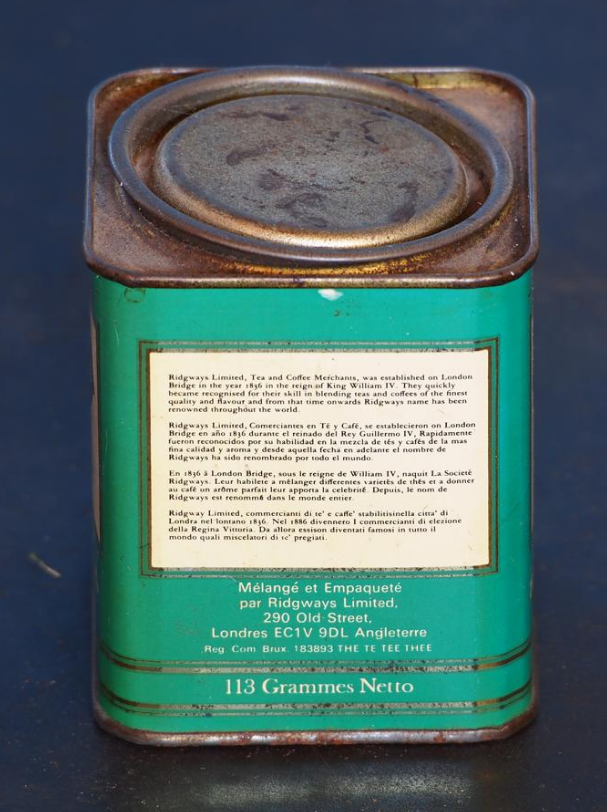 Ridgways Limited, Tea and Coffee Merchants, was established on London
Bridge in the year 1836 in the reign of King William IV. They quickly
became recognised for their skill in blending teas and coffees of the finest
quality and flavour and from that time onwards Ridgways name has been
renowned throughout the world.
Ridgways Limited, Comerciantes en Té y Café, se establecieron on London
Bridge en año 1836 durante el reinado del Rey Guillermo IV, Rapidamente
fueron reconocidos por su habilidad en la mezcla de tés y cafés de la mas
fina calidad y aroma y desde aquella fecha en adelante el nombre de
Ridgways ha sido renombrado por todo el mundo.
En 1836 à London Bridge, sous le reigne de William IV, naquit La Societé
Ridgways. Leur habilete a mêlanger differentes varietés de thés et a donner
au café un arôme parfait leur apporta la celebrité. Depuis, le nom de
Ridgways est renommé dans le monde entier.
Ridgway Limited, commercianti di te' e caffe' stabilitisinella citta' di
Londra nel lontano 1836. Nel 1886 divennero I commercianti di elezione
della Regina Vittoria. Da allora estison diventati famosi in tutto il
mondo quali miscelatori di te' pregiati.
Mélangé et Empaqueté
par Ridgways Limited,
290 Old Street,
Londres EC1V 9DL Angleterre
Reg. Com. Brux. 183893 THE TE TEE THEE
113 Grammes Netto